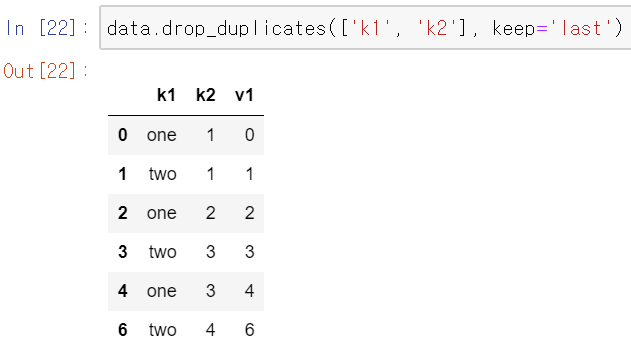 In [22]: data.drop_duplicates(['k1', 'k2'], keep='last')
Out[22]:
k1 k2 v1
0 one 1 0
1 two 1 1
2 one 2 2
3 two 3 3
4 one 3 4
6 two 4 6